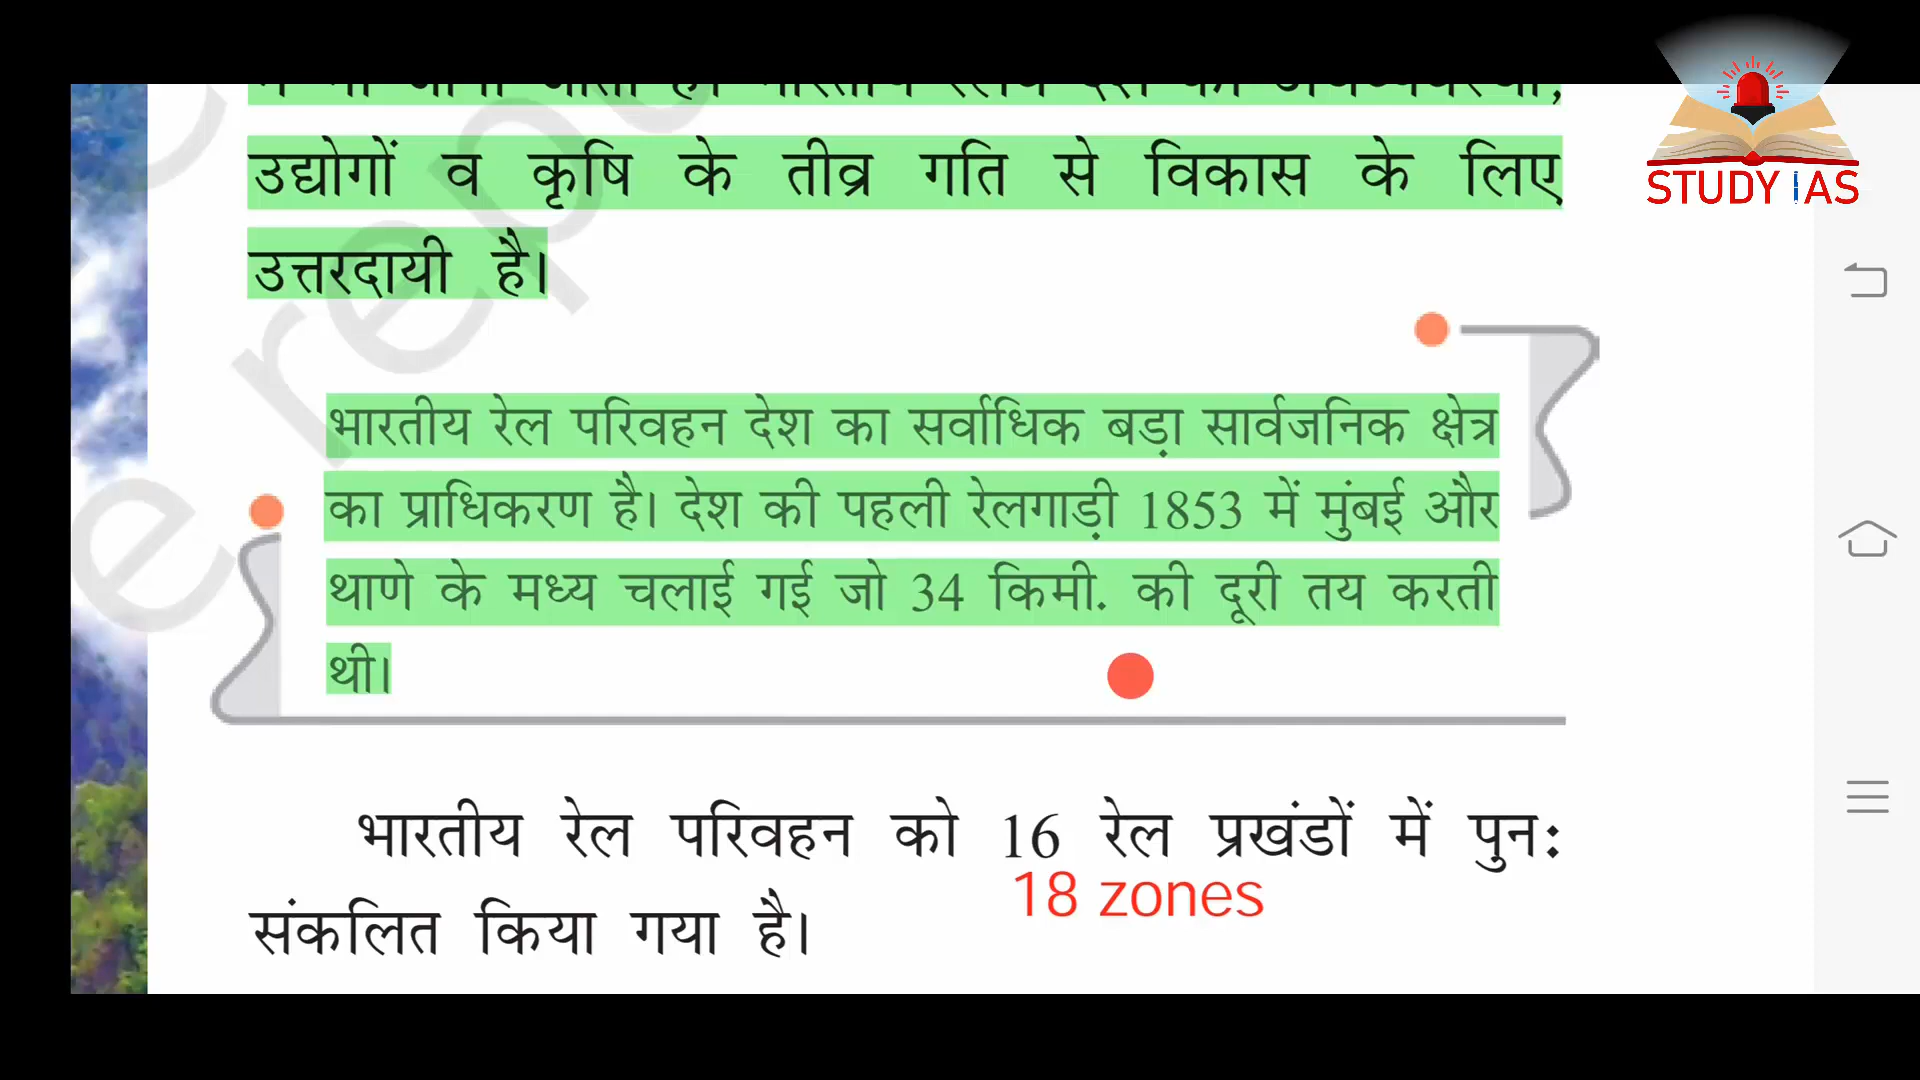 STUDY IAS
उद्योगों व कृषि के तीव्र गति से विकास के लिए
उत्तरदायी है।
भारतीय रेल परिवहन देश का सर्वाधिक बड़ा सार्वजनिक क्षेत्र
का प्राधिकरण है। देश की पहली रेलगाड़ी 1853 में मुंबई और
थाणे के मध्य चलाई गई जो 34 किमी. की दूरी तय करती
थी।
भारतीय रेल परिवहन को 16 रेल प्रखंडों में पुनः
18 zones
संकलित किया गया है।